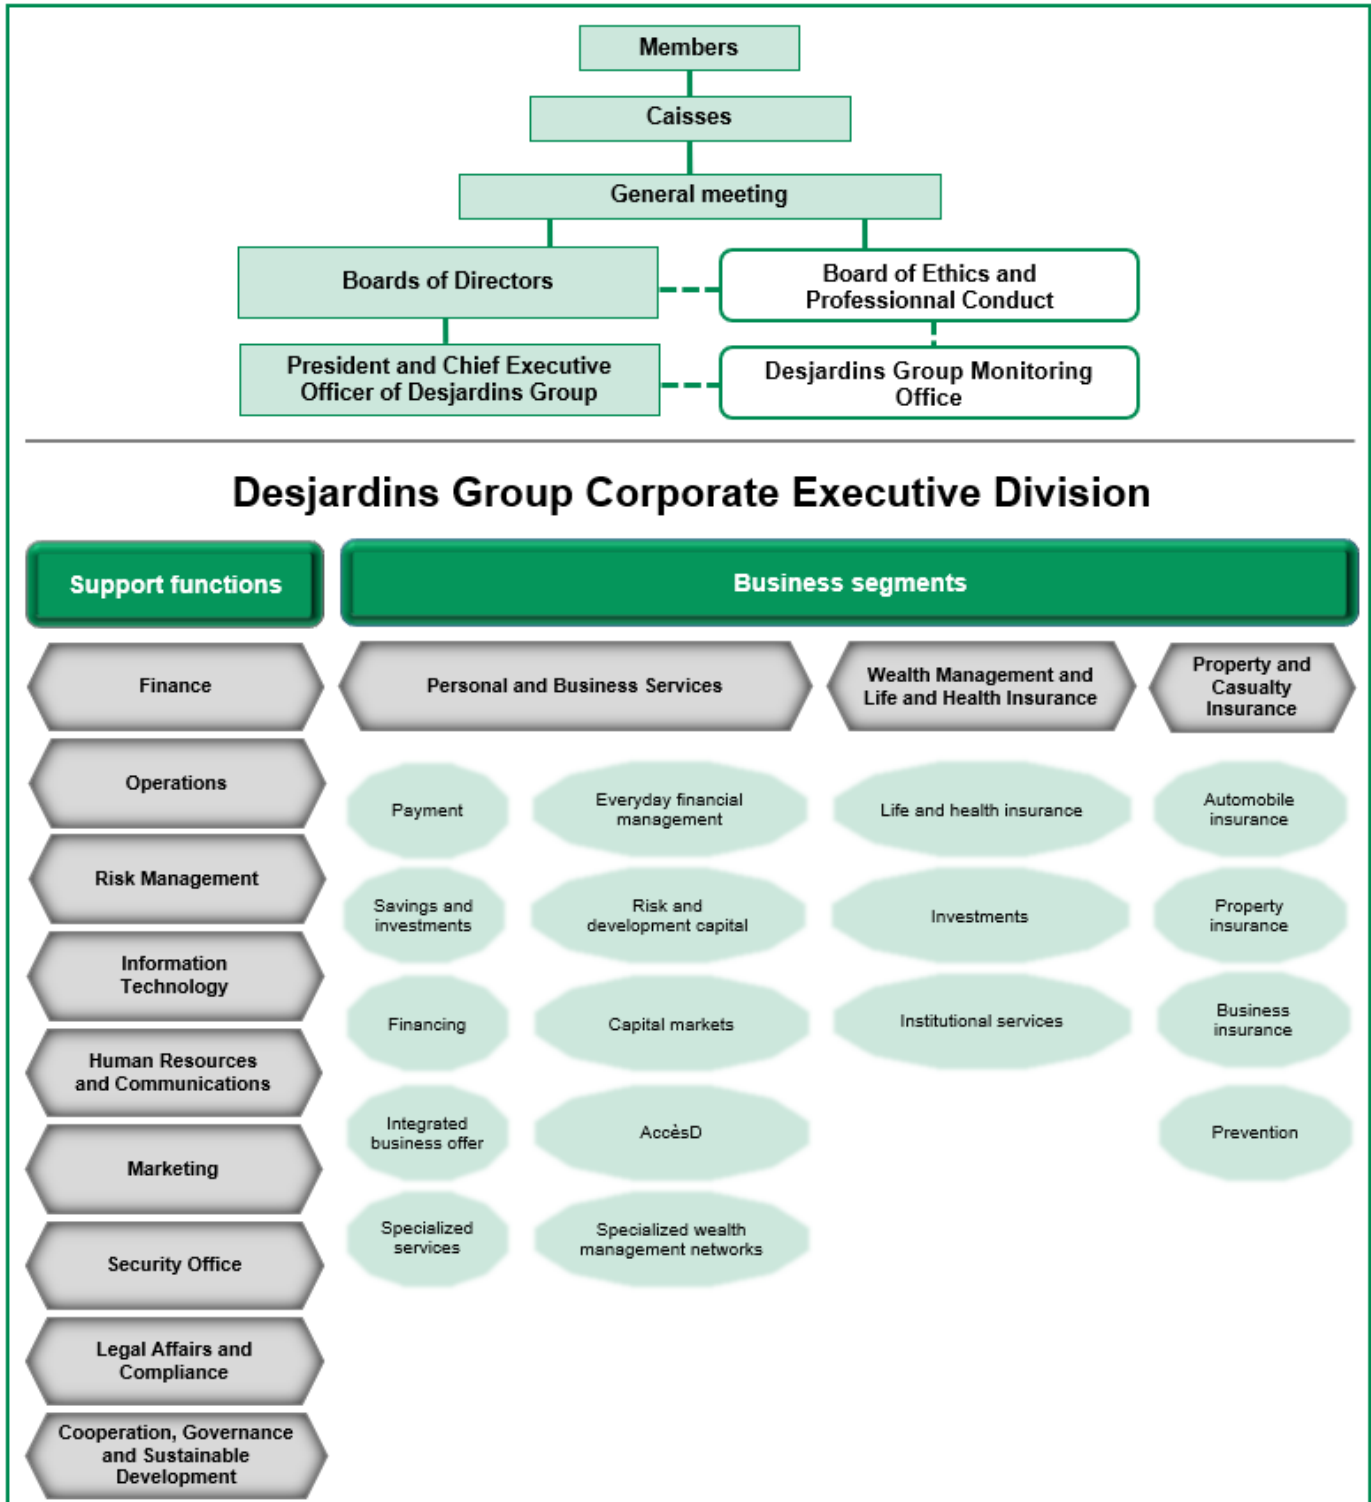 Members
Caisses
General meeting
Boards of Directors
Board of Ethics and
Professionnal Conduct
President and Chief Executive
Officer of Desjardins Group
Desjardins Group Monitoring
Office
Desjardins Group Corporate Executive Division
Support functions
Business segments
Finance
Operations
Risk Management
Information
Technology
Human Resources
and Communications
Marketing
Security Office
Legal Affairs and
Compliance
Cooperation, Governance
and Sustainable
Development
Personal and Business Services
Payment
Savings and
investments
Financing
Integrated
business offer
Specialized
services
Everyday financial
management
Risk and
development capital
Capital markets
AccèsD
Specialized wealth
management networks
Wealth Management and
Life and Health Insurance
Life and health insurance
Investments
Institutional services
Property and
Casualty
Insurance
Automobile
insurance
Property
insurance
Business
insurance
Prevention